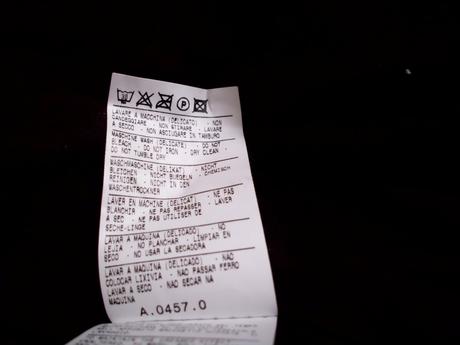 30 P
LAVARE A MACCHINA (DELICATO) - NON
CANDEGGIARE - NON STIRARE - LAVARE
A SECCO - NON ASCIUGARE IN TAMBURO
MACHINE WASH (DELICATE) - DO NOT
BLEACH - DO NOT IRON - DRY CLEAN -
DO NOT TUMBLE DRY
WASCHMASCHINE (DELIKAT) - NICHT
BLEICHEN - NICHT BUEGELN - CHEMISCH
REINIGEN - NICHT IN DEN
WASCHENTROCKNER
LAVER EN MACHINE (DELICAT) - NE PAS
BLANCHIR - NE PAS REPASSER - LAVER
A SEC - NE PAS UTILISER DE
SECHE-LINGE
LAVAR A MAQUINA (DELICADO) - NO
LEJIA - NO PLANCHAR - LIMPIAR EN
SECO - NO USAR LA SECADORA
LAVAR A MAQUINA (DELICADO) - NAO
COLOCAR LIXIVIA - NAO PASSAR FERRO
LAVAR A SECO - NAO SECAR NA
MAQUINA
A.0457.0